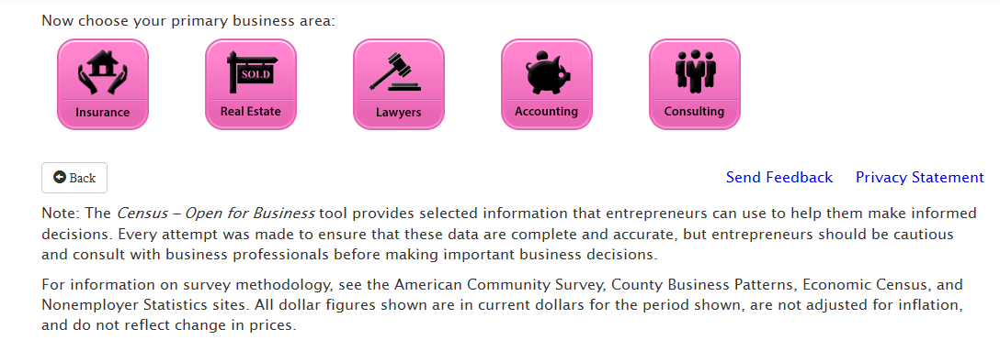 Now choose your primary business area:
SOLD
Insurance Real Estate Lawyers Accounting Consulting
Back Send Feedback Privacy Statement
Note: The Census – Open for Business tool provides selected information that entrepreneurs can use to help them make informed
decisions. Every attempt was made to ensure that these data are complete and accurate, but entrepreneurs should be cautious
and consult with business professionals before making important business decisions.
For information on survey methodology, see the American Community Survey, County Business Patterns, Economic Census, and
Nonemployer Statistics sites. All dollar figures shown are in current dollars for the period shown, are not adjusted for inflation,
and do not reflect change in prices.